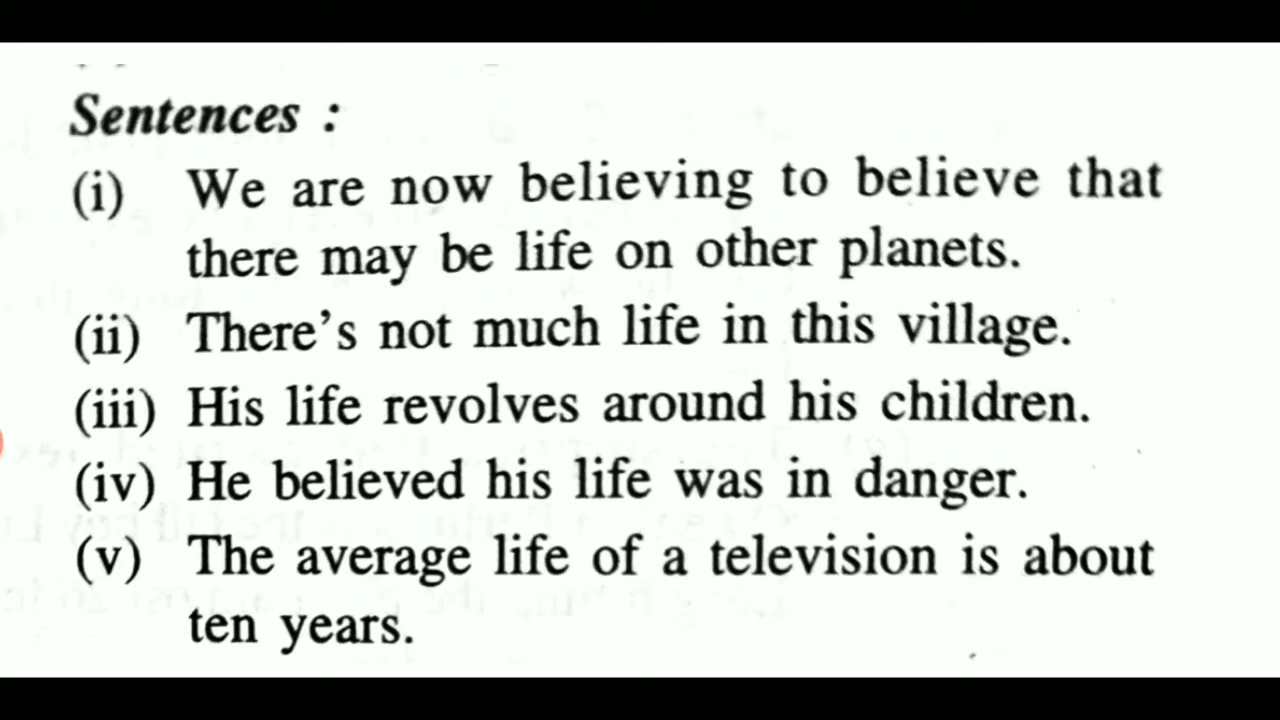 Sentences :
(i) We are now believing to believe that
there may be life on other planets.
(ii) There's not much life in this village.
(iii) His life revolves around his children.
(iv) He believed his life was in danger.
(v) The average life of a television is about
ten years.